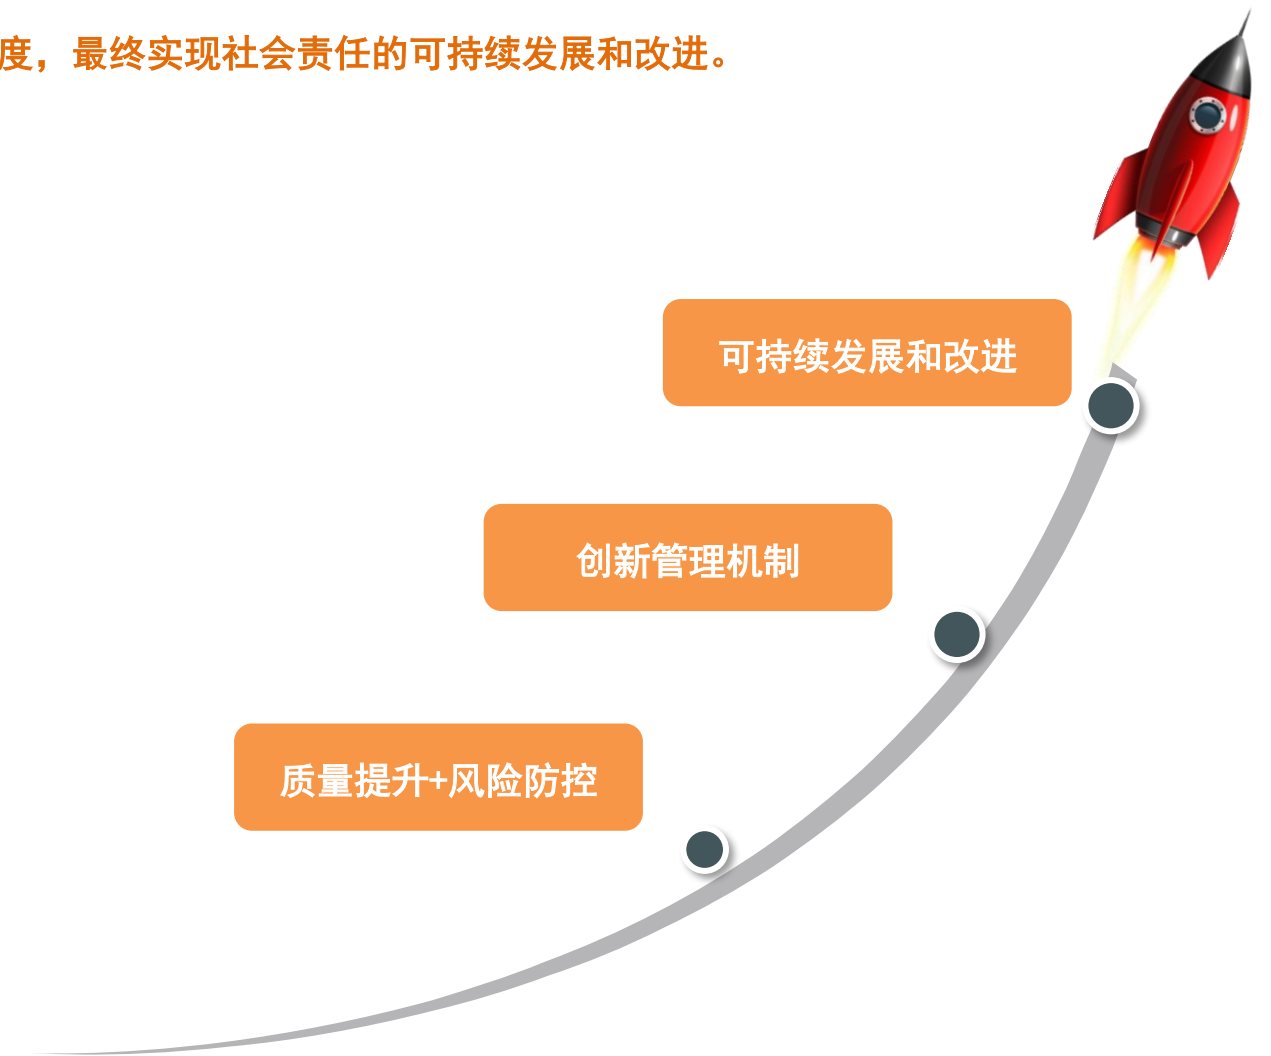 度，最终实现社会责任的可持续发展和改进。
可持续发展和改进
创新管理机制
质量提升+风险防控